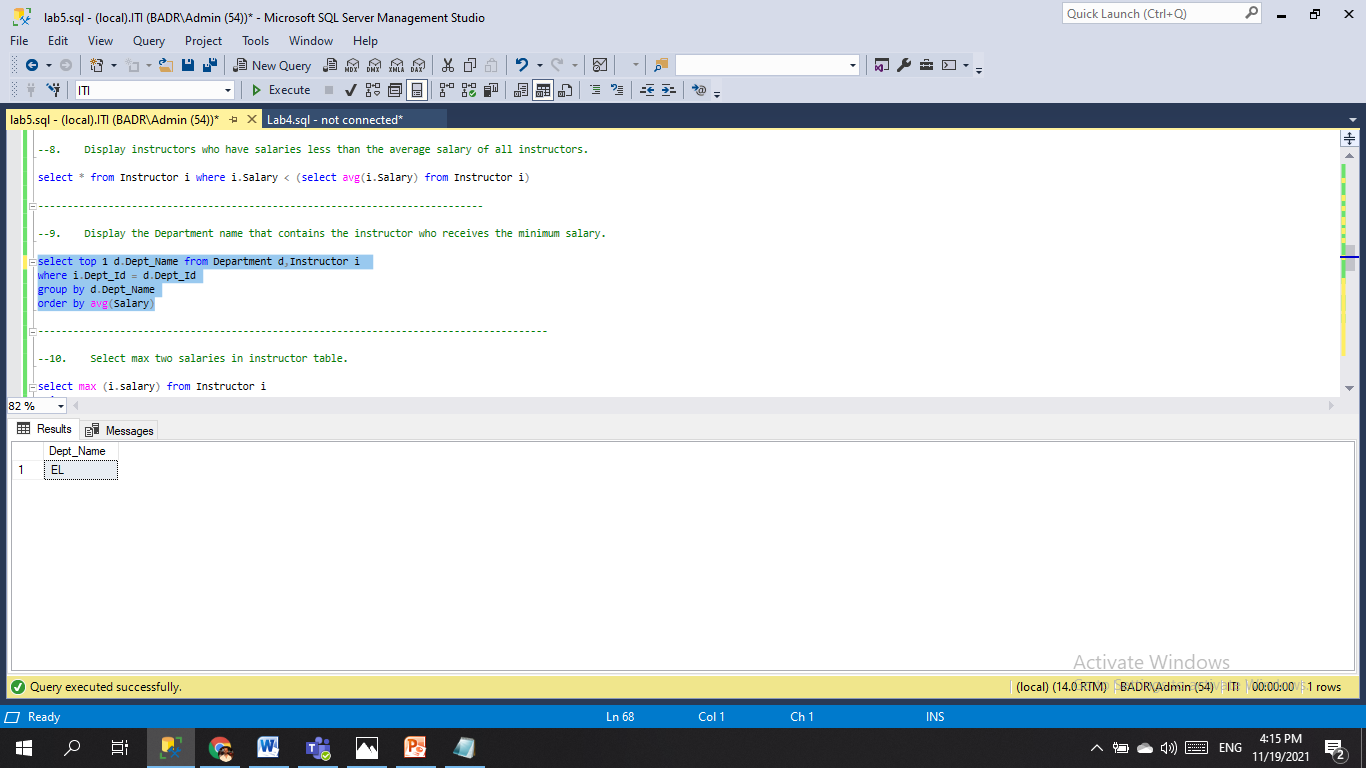 lab5.sql - (local).ITI (BADR\Admin (54))* - Microsoft SQL Server Management Studio
Quick Launch (Ctrl+Q)
File Edit View Query Project Tools Window Help
New Query MDX DMX XMLA DAX
ITI Execute
lab5.sql - (local).ITI (BADR\Admin (54))* Lab4.sql - not connected*
--8. Display instructors who have salaries less than the average salary of all instructors.
select * from Instructor i where i.Salary < (select avg(i.Salary) from Instructor i)
--------------------------------------------------------------------------
--9. Display the Department name that contains the instructor who receives the minimum salary.
select top 1 d.Dept_Name from Department d,Instructor i
where i.Dept_Id = d.Dept_Id
group by d.Dept_Name
order by avg(Salary)
---------------------------------------------------------------------------------------
--10. Select max two salaries in instructor table.
select max (i.salary) from Instructor i
82 %
Results Messages
Dept_Name
1 EL
Activate Windows
Query executed successfully. (local) (14.0 RTM) BADR\Admin (54) ITI 00:00:00 1 rows
Ready Ln 68 Col 1 Ch 1 INS
ENG 4:15 PM
11/19/2021 2